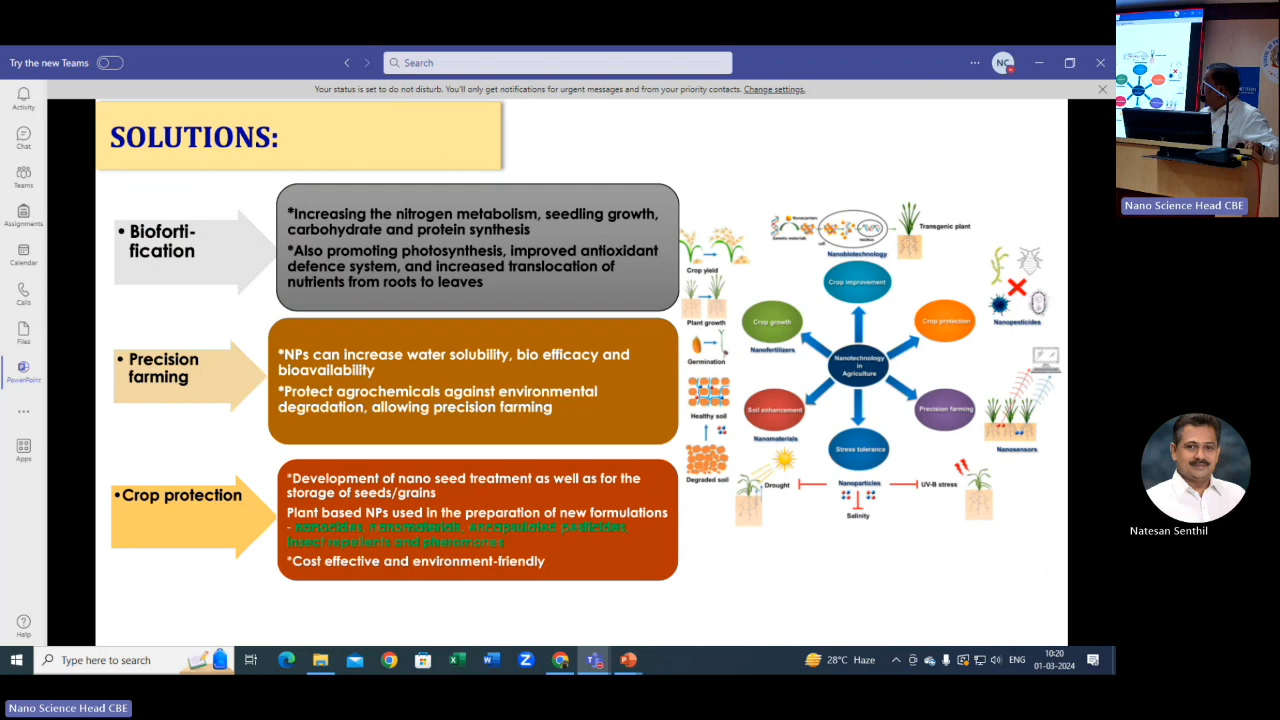 Try the new Teams
Search
NC
Your status is set to do not disturb. You'll only get notifications for urgent messages and from your priority contacts. Change settings.
Activity
Chat
Teams
Assignments
Calendar
Calls
Files
PowerPoint
Apps
Help
SOLUTIONS:
• Bioforti-
fication
*Increasing the nitrogen metabolism, seedling growth,
carbohydrate and protein synthesis
*Also promoting photosynthesis, improved antioxidant
defence system, and increased translocation of
nutrients from roots to leaves
• Precision
farming
*NPs can increase water solubility, bio efficacy and
bioavailability
*Protect agrochemicals against environmental
degradation, allowing precision farming
•Crop protection
*Development of nano seed treatment as well as for the
storage of seeds/grains
Plant based NPs used in the preparation of new formulations
- nanomaterials, encapsulated pesticides,
insect repellents and pheromones
*Cost effective and environment-friendly
Nanocarriers
Genetic materials
cell
nucleus
Transgenic plant
Nanobiotechnology
Crop improvement
Crop yield
Plant growth
Germination
Healthy soil
Degraded soil
Crop growth
Nanofertilizers
Crop protection
Nanopesticides
Nanotechnology
in
Agriculture
Soil enhancement
Nanomaterials
Precision farming
Nanosensors
Stress tolerance
Nanoparticles
Drought
UV-B stress
Salinity
Nano Science Head CBE
Natesan Senthil
Type here to search
28°C Haze
ENG
10:20
01-03-2024
Nano Science Head CBE